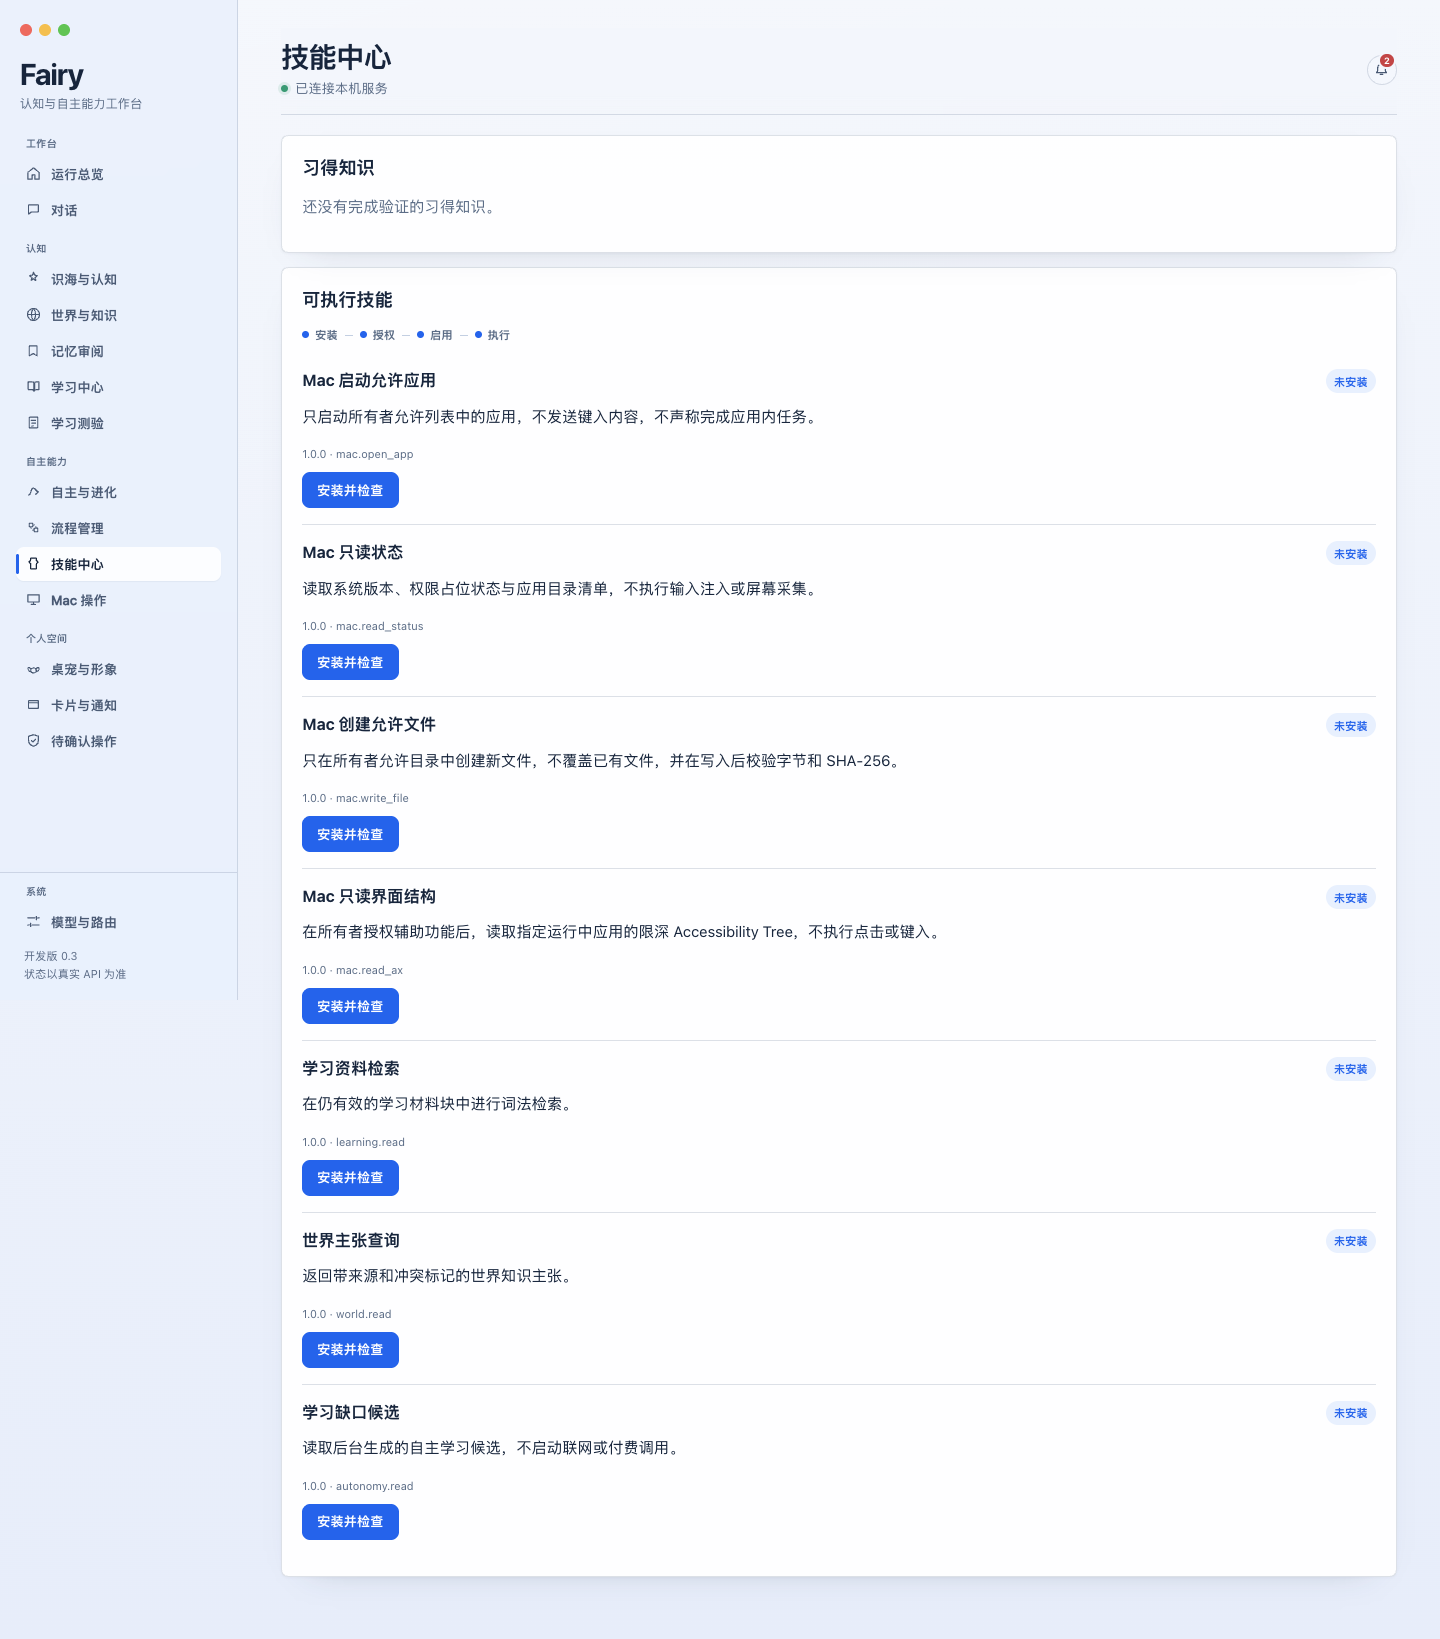 Fairy
认知与自主能力工作台
工作台
运行总览
对话
认知
识海与认知
世界与知识
记忆审阅
学习中心
学习测验
自主能力
自主与进化
流程管理
技能中心
Mac 操作
个人空间
桌宠与形象
卡片与通知
待确认操作
系统
模型与路由
开发版 0.3
状态以真实 API 为准
技能中心
已连接本机服务
2
习得知识
还没有完成验证的习得知识。
可执行技能
安装 — 授权 — 启用 — 执行
Mac 启动允许应用
未安装
只启动所有者允许列表中的应用，不发送键入内容，不声称完成应用内任务。
1.0.0 · mac.open_app
安装并检查
Mac 只读状态
未安装
读取系统版本、权限占位状态与应用目录清单，不执行输入注入或屏幕采集。
1.0.0 · mac.read_status
安装并检查
Mac 创建允许文件
未安装
只在所有者允许目录中创建新文件，不覆盖已有文件，并在写入后校验字节和 SHA-256。
1.0.0 · mac.write_file
安装并检查
Mac 只读界面结构
未安装
在所有者授权辅助功能后，读取指定运行中应用的限深 Accessibility Tree，不执行点击或键入。
1.0.0 · mac.read_ax
安装并检查
学习资料检索
未安装
在仍有效的学习材料块中进行词法检索。
1.0.0 · learning.read
安装并检查
世界主张查询
未安装
返回带来源和冲突标记的世界知识主张。
1.0.0 · world.read
安装并检查
学习缺口候选
未安装
读取后台生成的自主学习候选，不启动联网或付费调用。
1.0.0 · autonomy.read
安装并检查